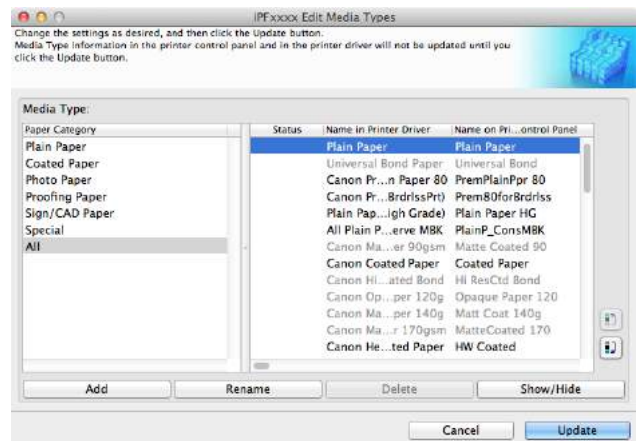 iPFxxxx Edit Media Types
Change the settings as desired, and then click the Update button.
Media Type information in the printer control panel and in the printer driver will not be updated until you
click the Update button.
Media Type:
Paper Category
Status Name in Printer Driver Name on Pri...ontrol Panel
Plain Paper
Coated Paper
Photo Paper
Proofing Paper
Sign/CAD Paper
Special
All
Plain Paper Plain Paper
Universal Bond Paper Universal Bond
Canon Pr...n Paper 80 PremPlainPpr 80
Canon Pr...BrdrlssPrt) Prem80forBrdrlss
Plain Pap...igh Grade) Plain Paper HG
All Plain P...erve MBK PlainP_ConsMBK
Canon Ma...er 90gsm Matte Coated 90
Canon Coated Paper Coated Paper
Canon Hi...ated Bond Hi ResCtd Bond
Canon Op...per 120g Opaque Paper 120
Canon Ma...per 140g Matt Coat 140g
Canon Ma...r 170gsm MatteCoated 170
Canon He...ted Paper HW Coated
Add Rename Delete Show/Hide
Cancel Update